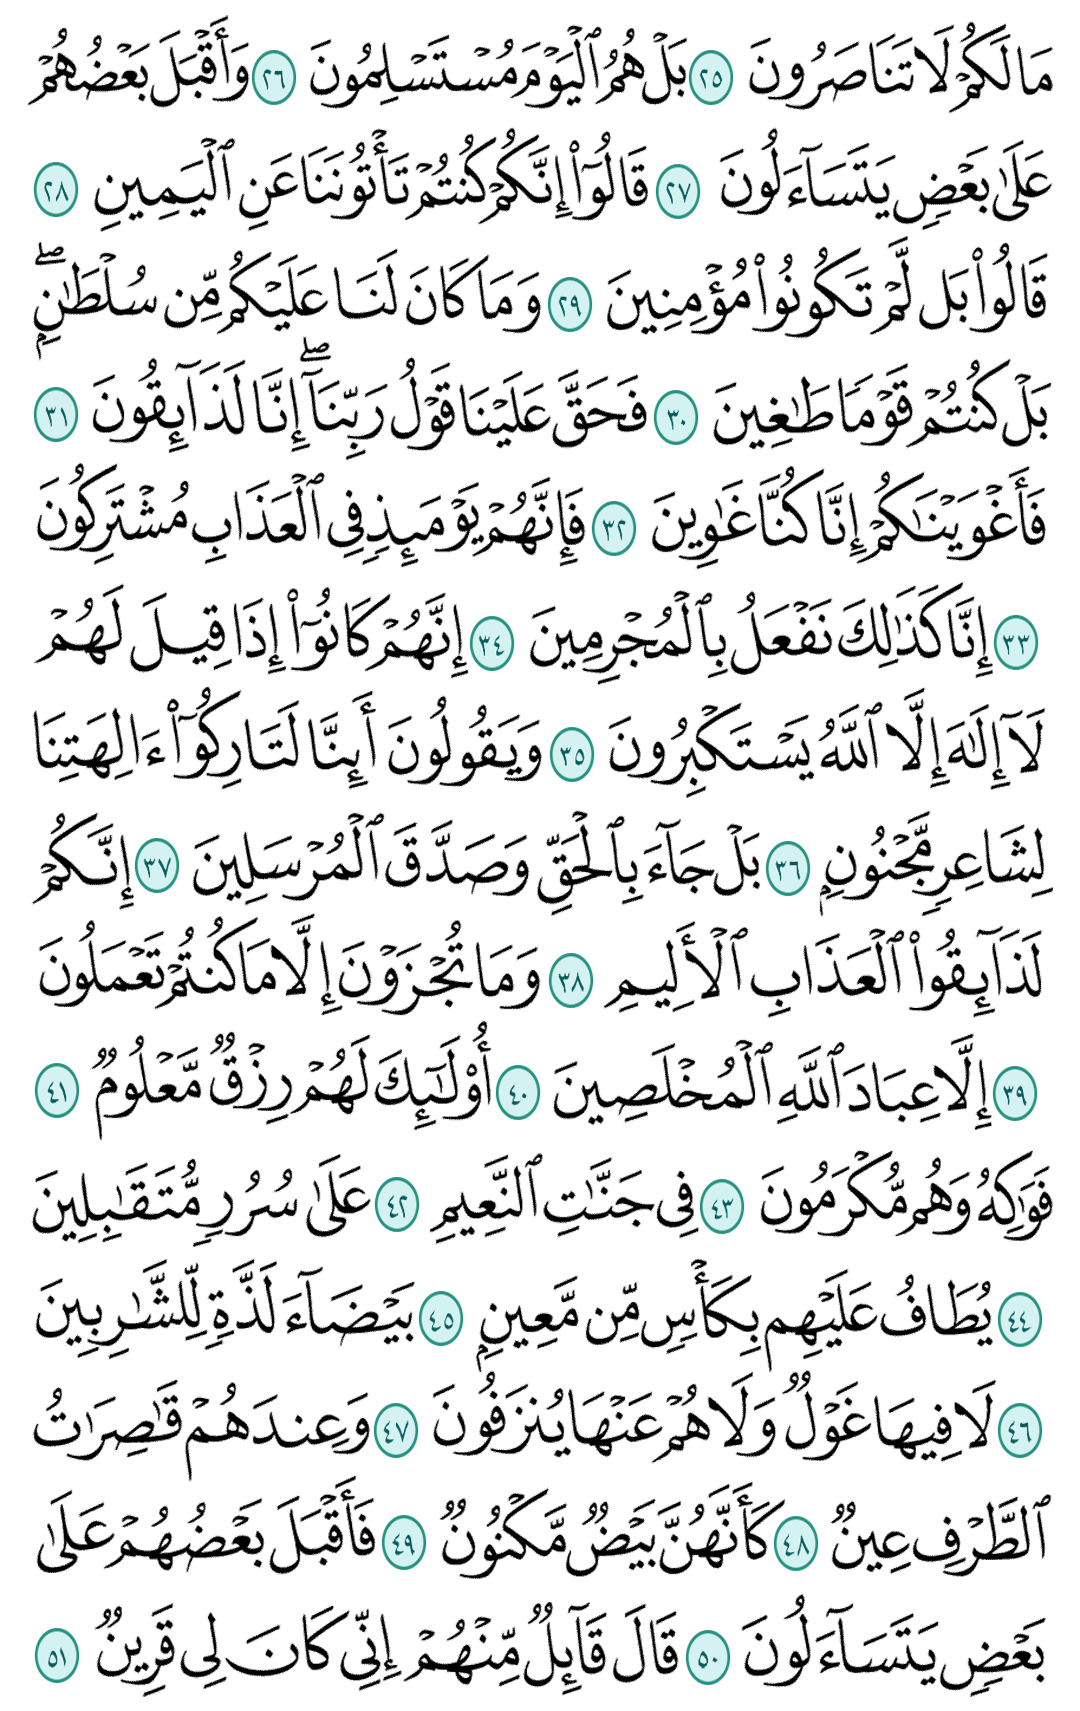 مَا لَكُمۡ لَا تَنَاصَرُونَ ٢٥ بَلۡ هُمُ ٱلۡيَوۡمَ مُسۡتَسۡلِمُونَ ٢٦ وَأَقۡبَلَ بَعۡضُهُمۡ
عَلَىٰ بَعۡضٖ يَتَسَآءَلُونَ ٢٧ قَالُوٓاْ إِنَّكُمۡ كُنتُمۡ تَأۡتُونَنَا عَنِ ٱلۡيَمِينِ ٢٨
قَالُواْ بَل لَّمۡ تَكُونُواْ مُؤۡمِنِينَ ٢٩ وَمَا كَانَ لَنَا عَلَيۡكُم مِّن سُلۡطَٰنِۭۖ
بَلۡ كُنتُمۡ قَوۡمٗا طَٰغِينَ ٣٠ فَحَقَّ عَلَيۡنَا قَوۡلُ رَبِّنَآۖ إِنَّا لَذَآئِقُونَ ٣١
فَأَغۡوَيۡنَٰكُمۡ إِنَّا كُنَّا غَٰوِينَ ٣٢ فَإِنَّهُمۡ يَوۡمَئِذٖ فِي ٱلۡعَذَابِ مُشۡتَرِكُونَ
٣٣ إِنَّا كَذَٰلِكَ نَفۡعَلُ بِٱلۡمُجۡرِمِينَ ٣٤ إِنَّهُمۡ كَانُوٓاْ إِذَا قِيلَ لَهُمۡ
لَآ إِلَٰهَ إِلَّا ٱللَّهُ يَسۡتَكۡبِرُونَ ٣٥ وَيَقُولُونَ أَئِنَّا لَتَارِكُوٓاْ ءَالِهَتِنَا
لِشَاعِرٖ مَّجۡنُونِۭ ٣٦ بَلۡ جَآءَ بِٱلۡحَقِّ وَصَدَّقَ ٱلۡمُرۡسَلِينَ ٣٧ إِنَّكُمۡ
لَذَآئِقُواْ ٱلۡعَذَابِ ٱلۡأَلِيمِ ٣٨ وَمَا تُجۡزَوۡنَ إِلَّا مَا كُنتُمۡ تَعۡمَلُونَ
٣٩ إِلَّا عِبَادَ ٱللَّهِ ٱلۡمُخۡلَصِينَ ٤٠ أُوْلَٰٓئِكَ لَهُمۡ رِزۡقٞ مَّعۡلُومٞ ٤١
فَوَٰكِهُ وَهُم مُّكۡرَمُونَ ٤٣ فِي جَنَّٰتِ ٱلنَّعِيمِ ٤٢ عَلَىٰ سُرُرٖ مُّتَقَٰبِلِينَ
٤٤ يُطَافُ عَلَيۡهِم بِكَأۡسٖ مِّن مَّعِينِۭ ٤٥ بَيۡضَآءَ لَذَّةٖ لِّلشَّٰرِبِينَ
٤٦ لَا فِيهَا غَوۡلٞ وَلَا هُمۡ عَنۡهَا يُنزَفُونَ ٤٧ وَعِندَهُمۡ قَٰصِرَٰتُ
ٱلطَّرۡفِ عِينٞ ٤٨ كَأَنَّهُنَّ بَيۡضٞ مَّكۡنُونٞ ٤٩ فَأَقۡبَلَ بَعۡضُهُمۡ عَلَىٰ
بَعۡضٖ يَتَسَآءَلُونَ ٥٠ قَالَ قَآئِلٞ مِّنۡهُمۡ إِنِّي كَانَ لِي قَرِينٞ ٥١